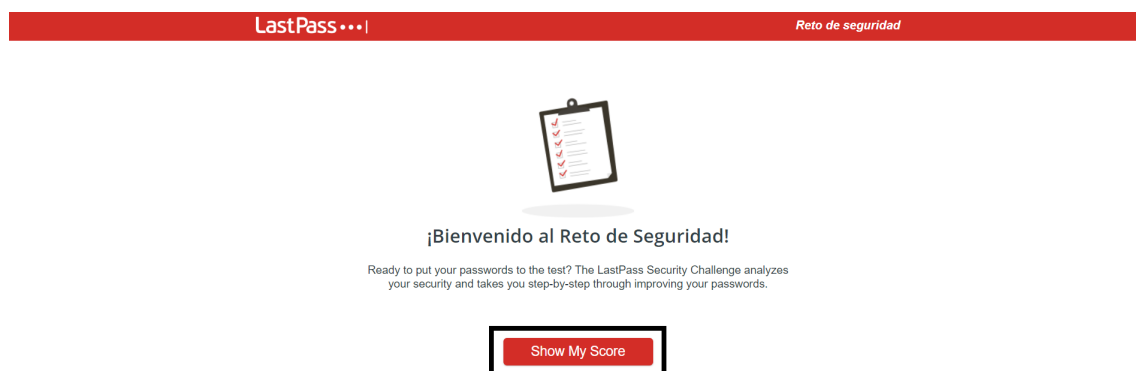 LastPass •••|
Reto de seguridad
¡Bienvenido al Reto de Seguridad!
Ready to put your passwords to the test? The LastPass Security Challenge analyzes
your security and takes you step-by-step through improving your passwords.
Show My Score